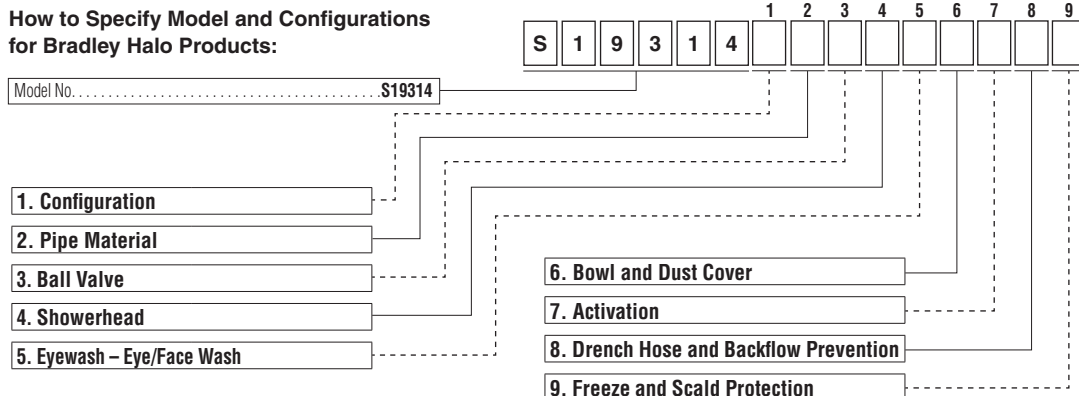 How to Specify Model and Configurations
for Bradley Halo Products:
1 2 3 4 5 6 7 8 9
S 1 9 3 1 4
Model No. . . . . . . . . . . . . . . . . . . . . . . . . . . . . . . . . . . . . . . . . . .S19314
1. Configuration
2. Pipe Material
3. Ball Valve
4. Showerhead
5. Eyewash – Eye/Face Wash
6. Bowl and Dust Cover
7. Activation
8. Drench Hose and Backflow Prevention
9. Freeze and Scald Protection